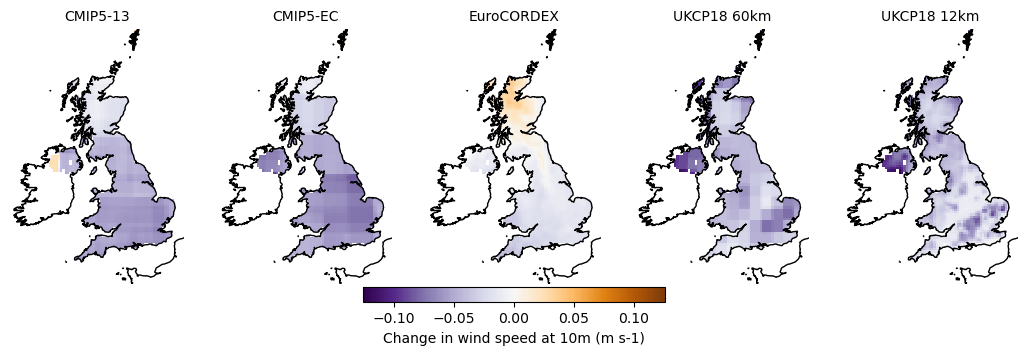 CMIP5-13 CMIP5-EC EuroCORDEX UKCP18 60km UKCP18 12km
−0.10 −0.05 0.00 0.05 0.10
Change in wind speed at 10m (m s-1)